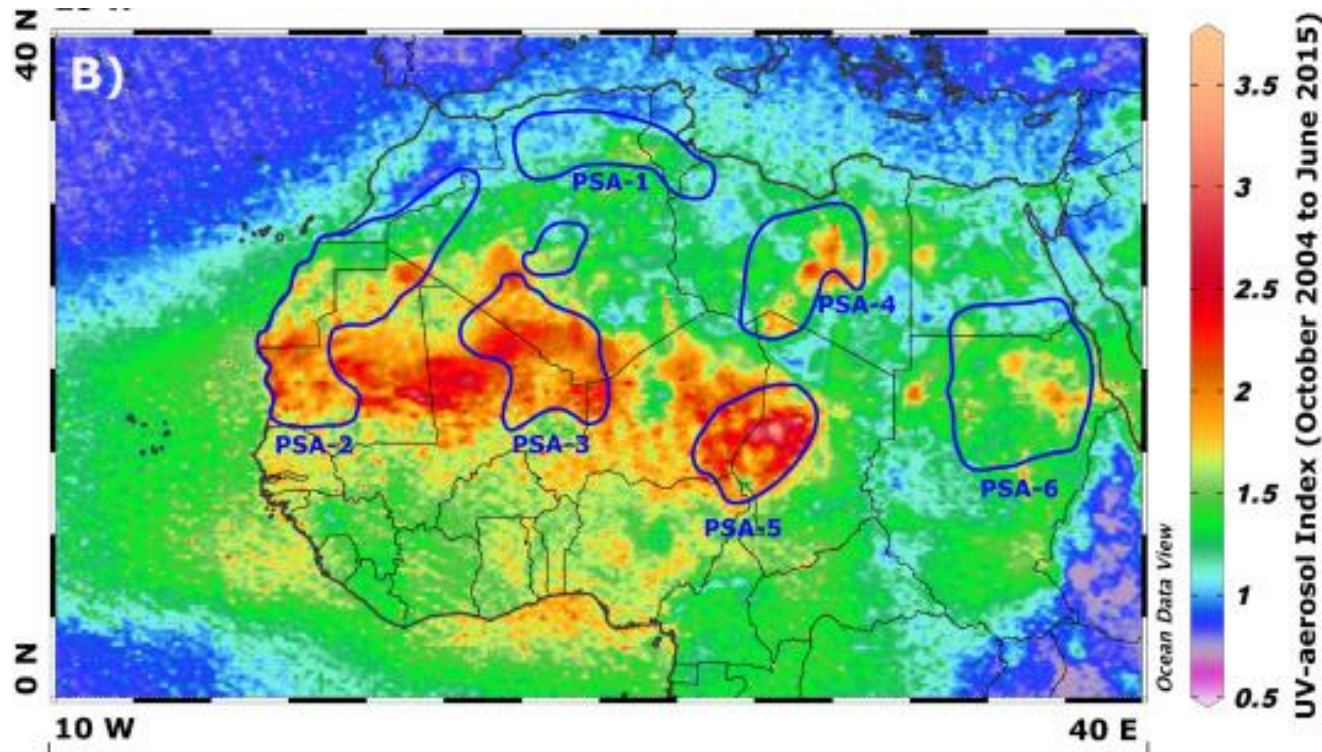 40 N
B)
PSA-1
PSA-4
PSA-2
PSA-3
PSA-6
PSA-5
0 N
10 W
40 E
Ocean Data View
3.5
3
2.5
2
1.5
1
0.5
UV-aerosol Index (October 2004 to June 2015)